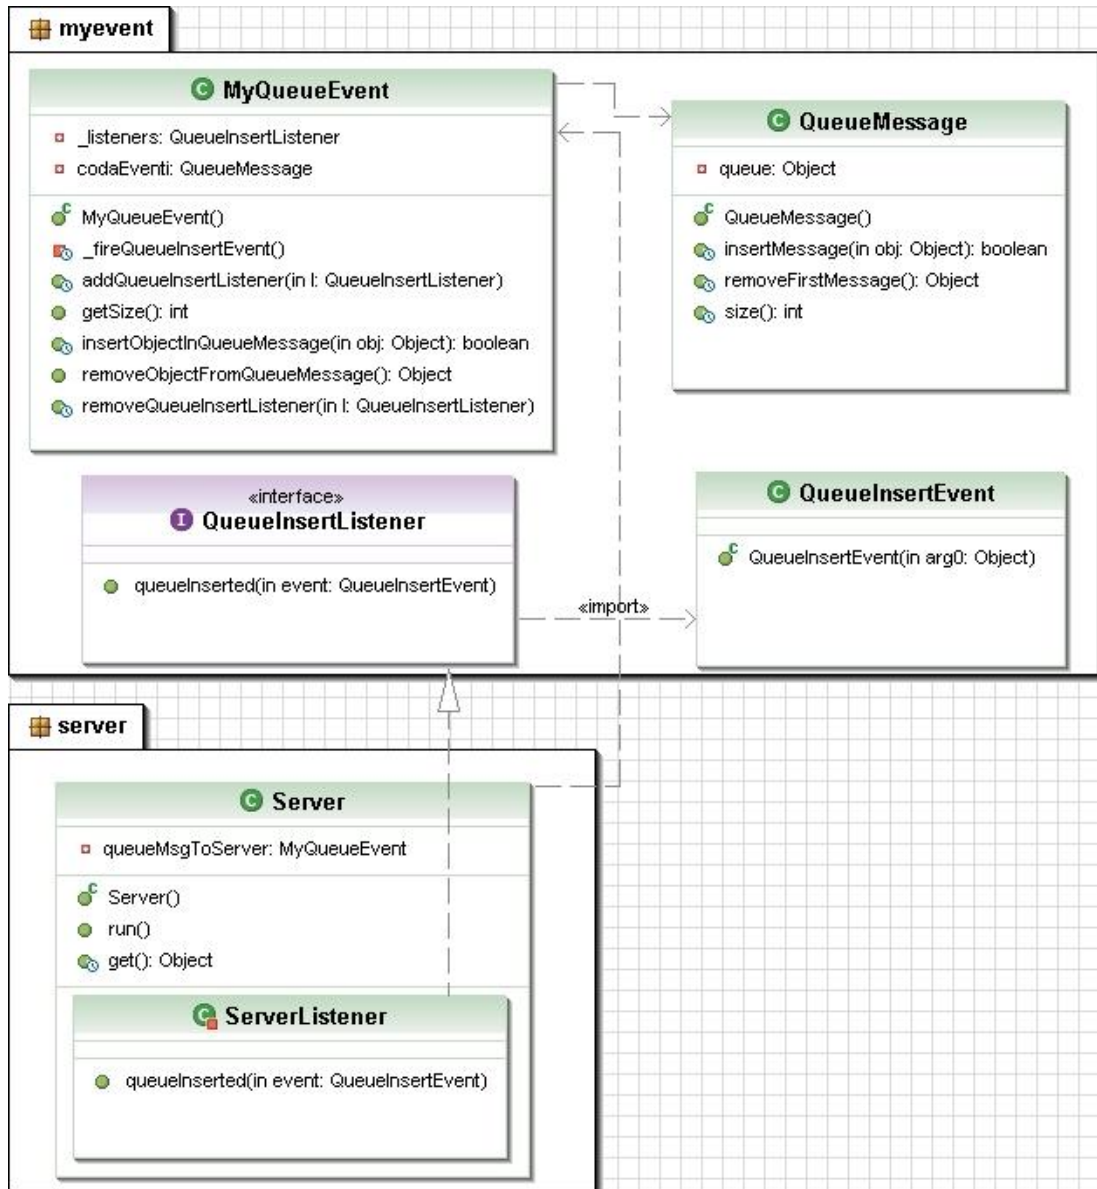 myevent
MyQueueEvent
_listeners: QueueInsertListener
codaEventi: QueueMessage
MyQueueEvent()
_fireQueueInsertEvent()
addQueueInsertListener(in l: QueueInsertListener)
getSize(): int
insertObjectInQueueMessage(in obj: Object): boolean
removeObjectFromQueueMessage(): Object
removeQueueInsertListener(in l: QueueInsertListener)
QueueMessage
queue: Object
QueueMessage()
insertMessage(in obj: Object): boolean
removeFirstMessage(): Object
size(): int
«interface»
QueueInsertListener
queueInserted(in event: QueueInsertEvent)
«import»
QueueInsertEvent
QueueInsertEvent(in arg0: Object)
server
Server
queueMsgToServer: MyQueueEvent
Server()
run()
get(): Object
ServerListener
queueInserted(in event: QueueInsertEvent)